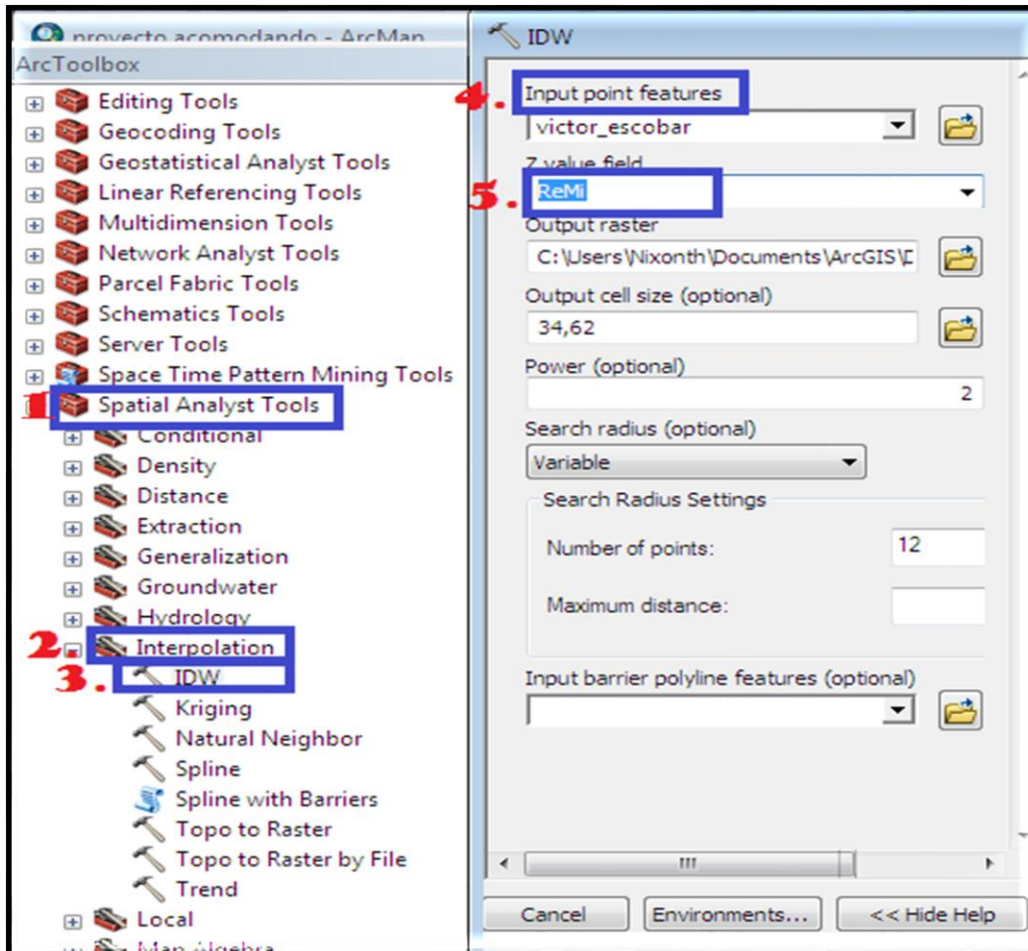 proyecto acomodando - ArcMap
ArcToolbox
Editing Tools
Geocoding Tools
Geostatistical Analyst Tools
Linear Referencing Tools
Multidimension Tools
Network Analyst Tools
Parcel Fabric Tools
Schematics Tools
Server Tools
Space Time Pattern Mining Tools
1 Spatial Analyst Tools
Conditional
Density
Distance
Extraction
Generalization
Groundwater
Hydrology
2. Interpolation
3. IDW
Kriging
Natural Neighbor
Spline
Spline with Barriers
Topo to Raster
Topo to Raster by File
Trend
Local
Map Algebra
IDW
4. Input point features
victor_escobar
Z value field
5. ReMi
Output raster
C:\Users\Nixonth\Documents\ArcGIS\D
Output cell size (optional)
34,62
Power (optional)
2
Search radius (optional)
Variable
Search Radius Settings
Number of points: 12
Maximum distance:
Input barrier polyline features (optional)
Cancel Environments... << Hide Help